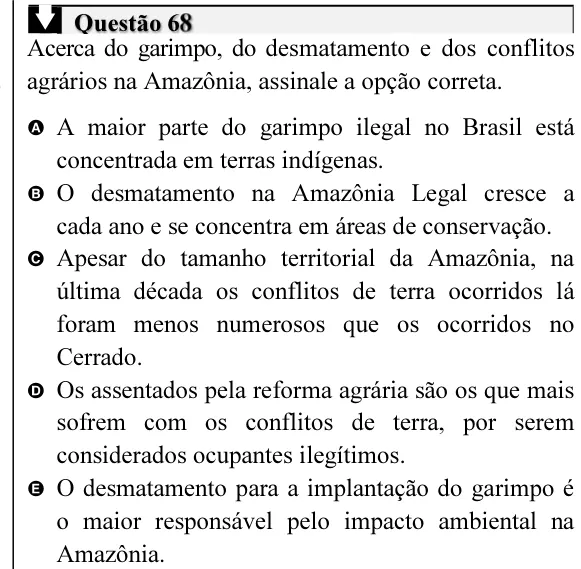 Questão 68
Acerca do garimpo, do desmatamento e dos conflitos
agrários na Amazônia, assinale a opção correta.
A A maior parte do garimpo ilegal no Brasil está
concentrada em terras indígenas.
B O desmatamento na Amazônia Legal cresce a
cada ano e se concentra em áreas de conservação.
C Apesar do tamanho territorial da Amazônia, na
última década os conflitos de terra ocorridos lá
foram menos numerosos que os ocorridos no
Cerrado.
D Os assentados pela reforma agrária são os que mais
sofrem com os conflitos de terra, por serem
considerados ocupantes ilegítimos.
E O desmatamento para a implantação do garimpo é
o maior responsável pelo impacto ambiental na
Amazônia.